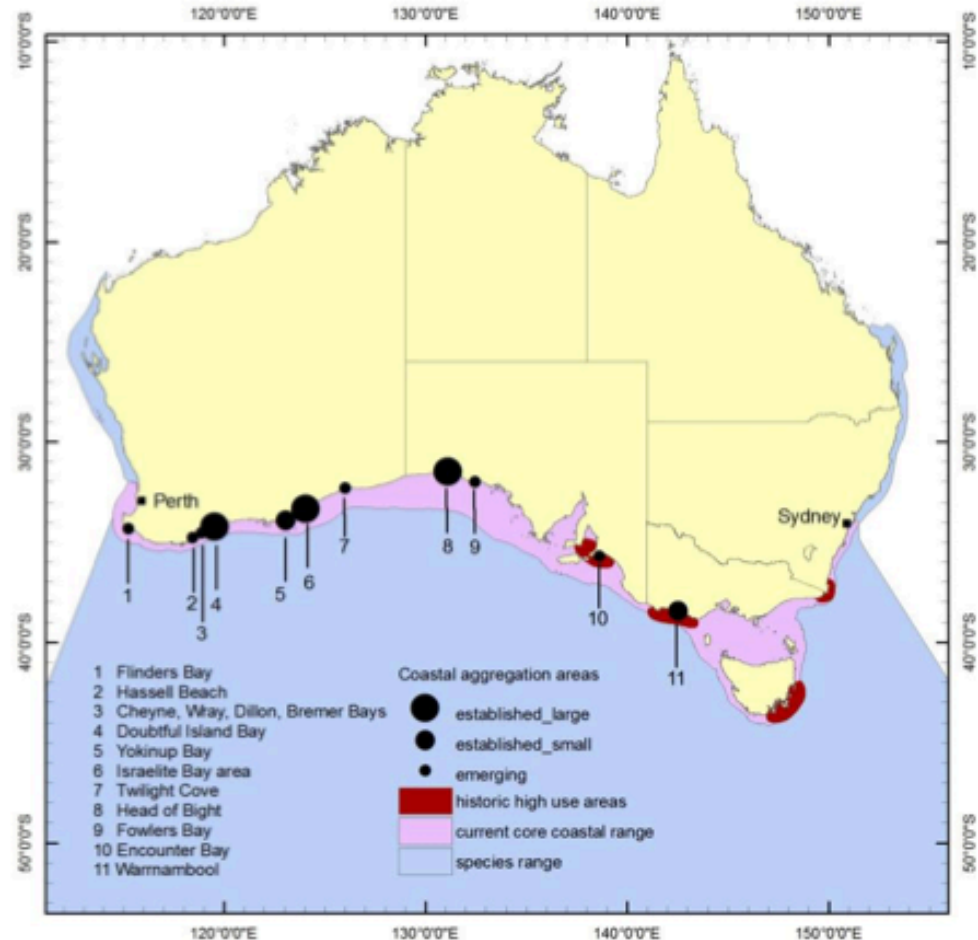 120°0'0"E 130°0'0"E 140°0'0"E 150°0'0"E
10°0'0"S 10°0'0"S
20°0'0"S 20°0'0"S
30°0'0"S 30°0'0"S
Perth
Sydney
1 2 3 4 5 6 7 8 9 10 11
40°0'0"S 40°0'0"S
1 Flinders Bay
2 Hassell Beach
3 Cheyne, Wray, Dillon, Bremer Bays
4 Doubtful Island Bay
5 Yokinup Bay
6 Israelite Bay area
7 Twilight Cove
8 Head of Bight
9 Fowlers Bay
10 Encounter Bay
11 Warrnambool
Coastal aggregation areas
established_large
established_small
emerging
historic high use areas
current core coastal range
species range
50°0'0"S 50°0'0"S
120°0'0"E 130°0'0"E 140°0'0"E 150°0'0"E